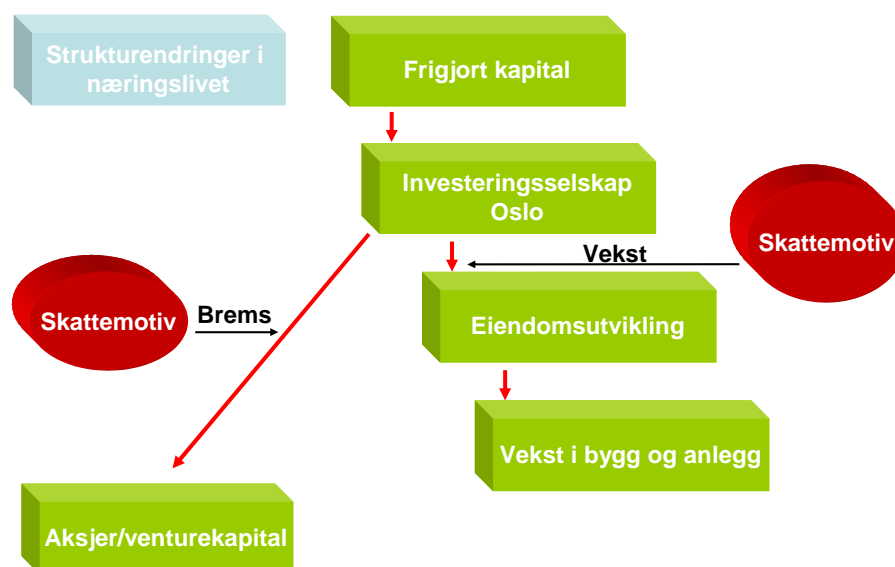 Strukturendringer i
næringslivet
Frigjort kapital
Investeringsselskap
Oslo
Skattemotiv
Vekst
Skattemotiv
Brems
Eiendomsutvikling
Vekst i bygg og anlegg
Aksjer/venturekapital